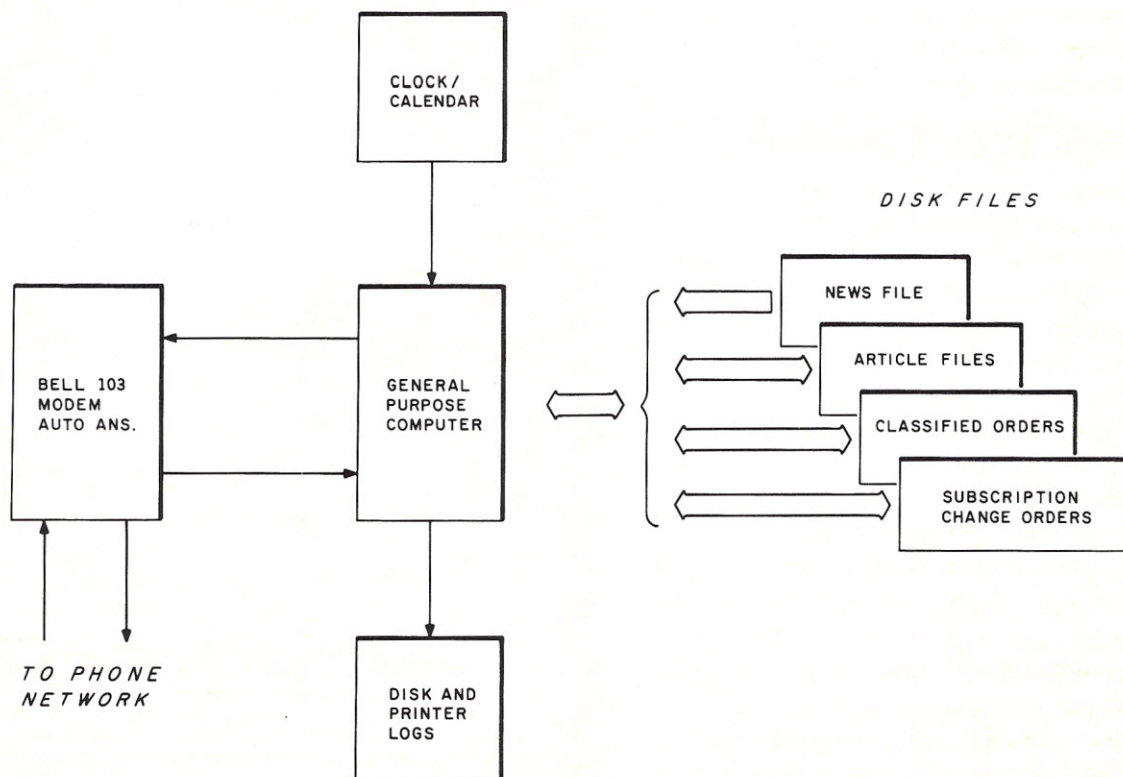 CLOCK/
CALENDAR
DISK FILES
NEWS FILE
ARTICLE FILES
CLASSIFIED ORDERS
SUBSCRIPTION
CHANGE ORDERS
BELL 103
MODEM
AUTO ANS.
GENERAL
PURPOSE
COMPUTER
TO PHONE
NETWORK
DISK AND
PRINTER
LOGS